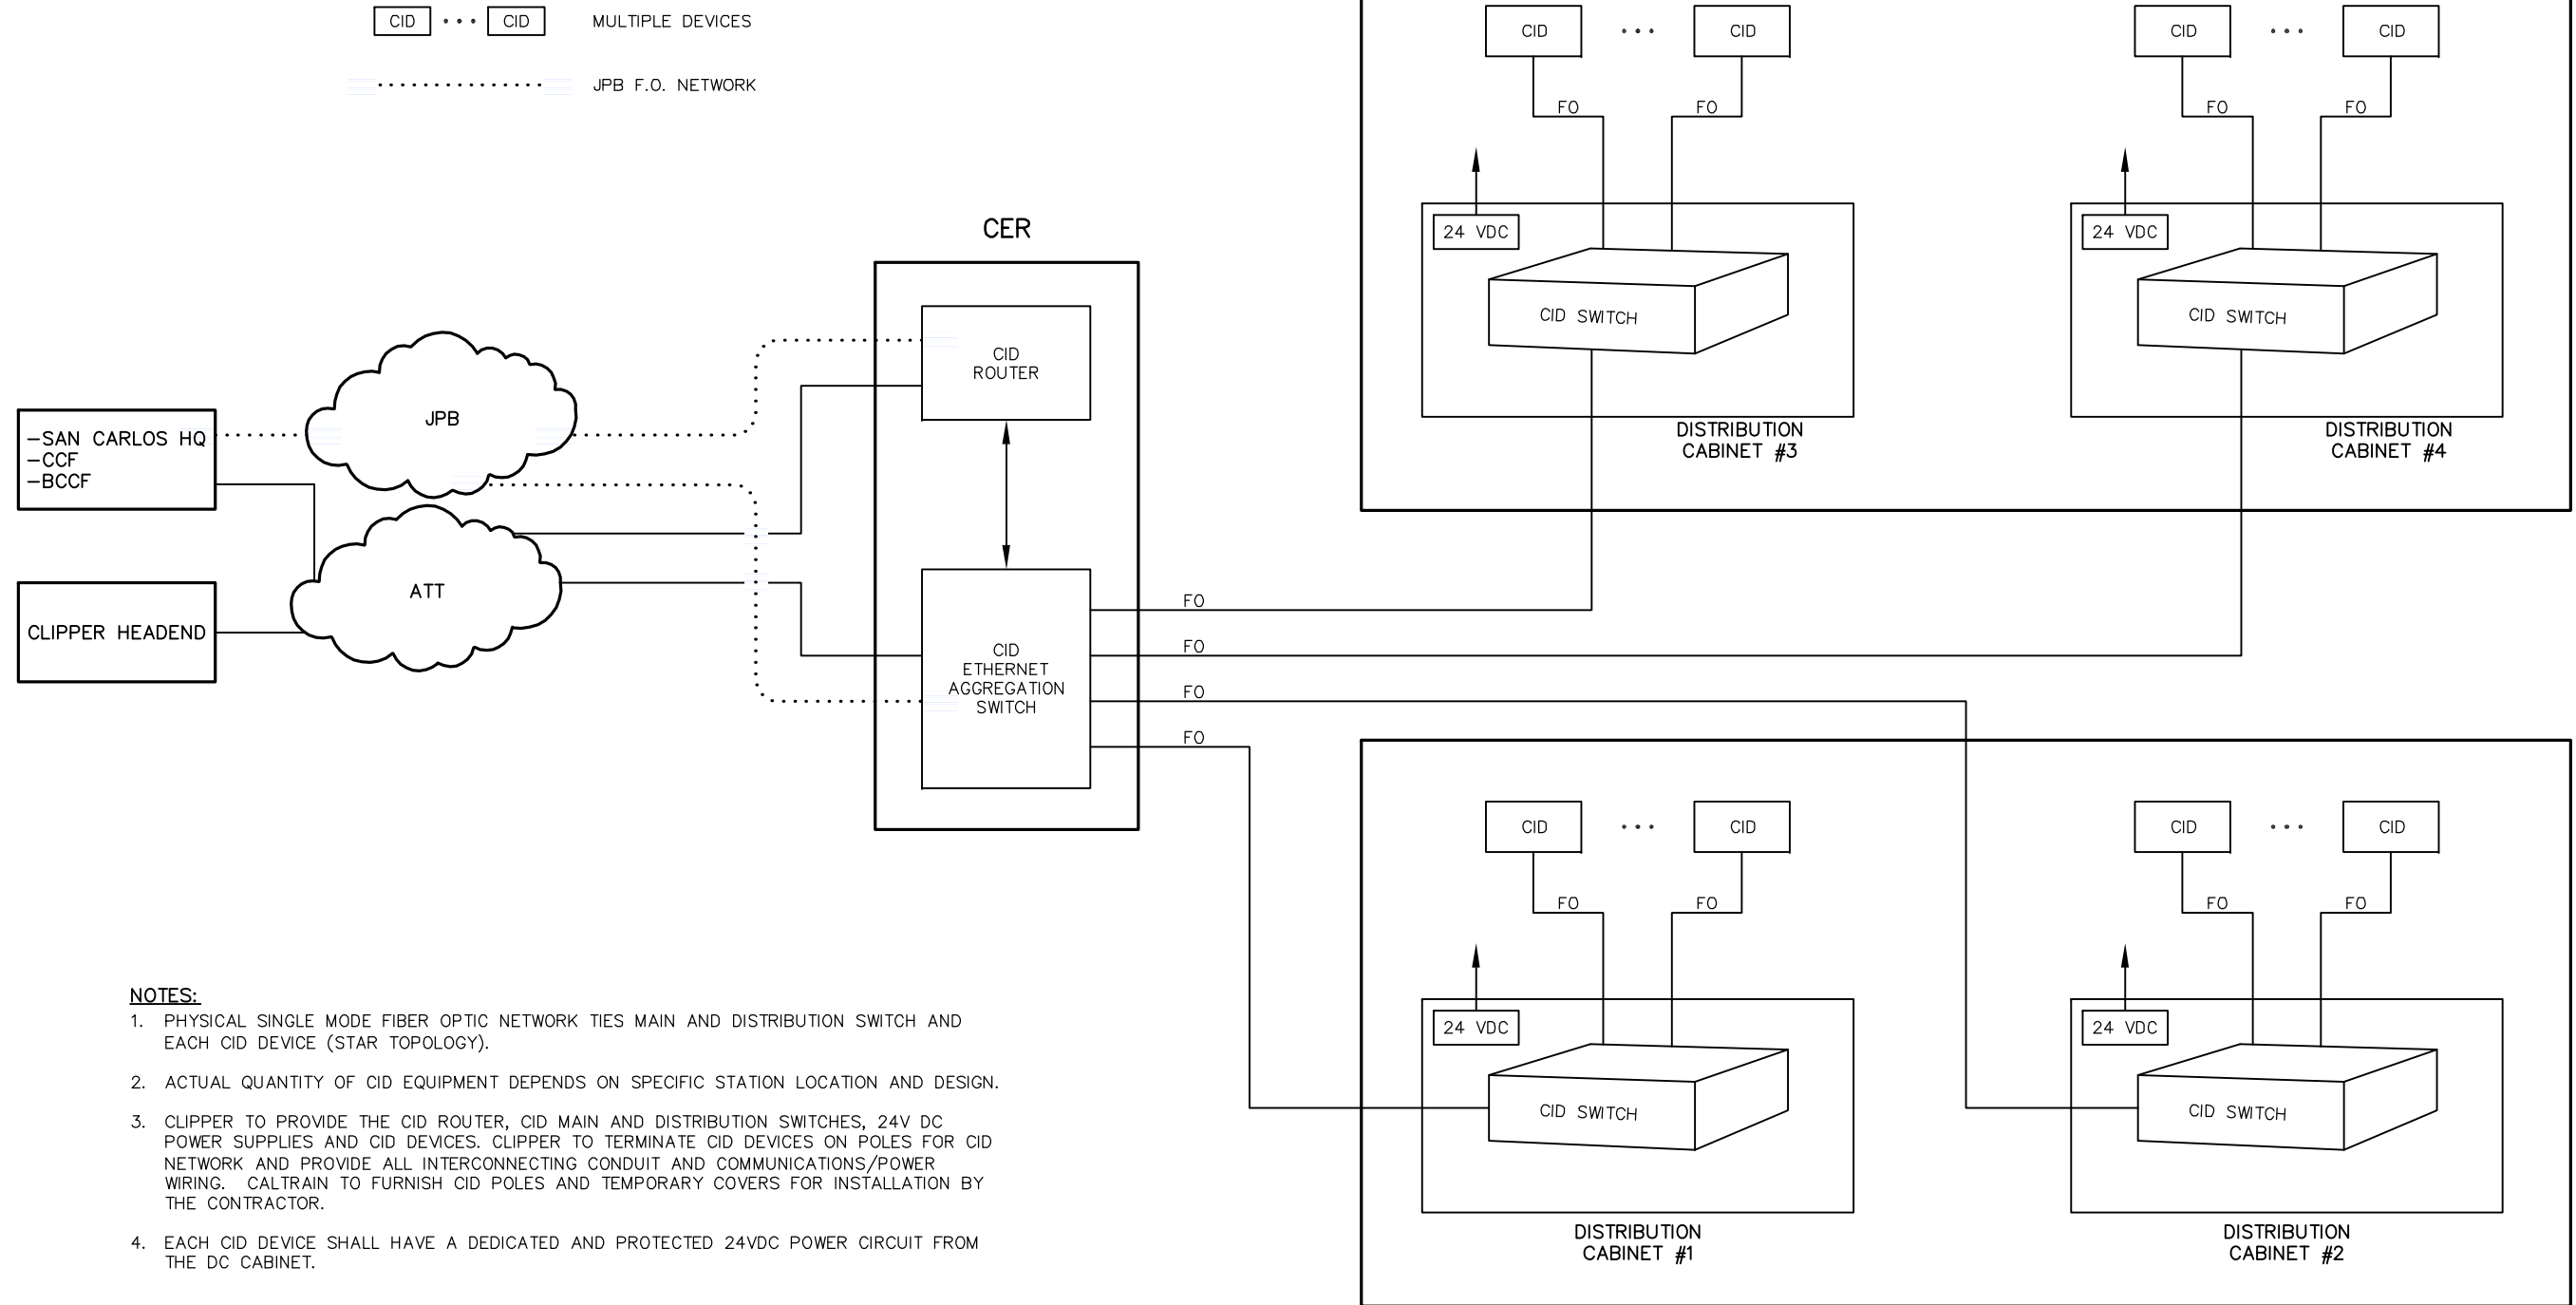 CID
CID
MULTIPLE DEVICES
JPB F.O. NETWORK
CID
CID
FO
FO
24 VDC
CID SWITCH
DISTRIBUTION
CABINET #3
CID
CID
FO
FO
24 VDC
CID SWITCH
DISTRIBUTION
CABINET #4
CER
CID
ROUTER
JPB
-SAN CARLOS HQ
-CCF
-BCCF
ATT
CLIPPER HEADEND
CID
ETHERNET
AGGREGATION
SWITCH
FO
FO
FO
FO
CID
CID
FO
FO
24 VDC
CID SWITCH
DISTRIBUTION
CABINET #1
CID
CID
FO
FO
24 VDC
CID SWITCH
DISTRIBUTION
CABINET #2
NOTES:
1. PHYSICAL SINGLE MODE FIBER OPTIC NETWORK TIES MAIN AND DISTRIBUTION SWITCH AND
EACH CID DEVICE (STAR TOPOLOGY).
2. ACTUAL QUANTITY OF CID EQUIPMENT DEPENDS ON SPECIFIC STATION LOCATION AND DESIGN.
3. CLIPPER TO PROVIDE THE CID ROUTER, CID MAIN AND DISTRIBUTION SWITCHES, 24V DC
POWER SUPPLIES AND CID DEVICES. CLIPPER TO TERMINATE CID DEVICES ON POLES FOR CID
NETWORK AND PROVIDE ALL INTERCONNECTING CONDUIT AND COMMUNICATIONS/POWER
WIRING. CALTRAIN TO FURNISH CID POLES AND TEMPORARY COVERS FOR INSTALLATION BY
THE CONTRACTOR.
4. EACH CID DEVICE SHALL HAVE A DEDICATED AND PROTECTED 24VDC POWER CIRCUIT FROM
THE DC CABINET.